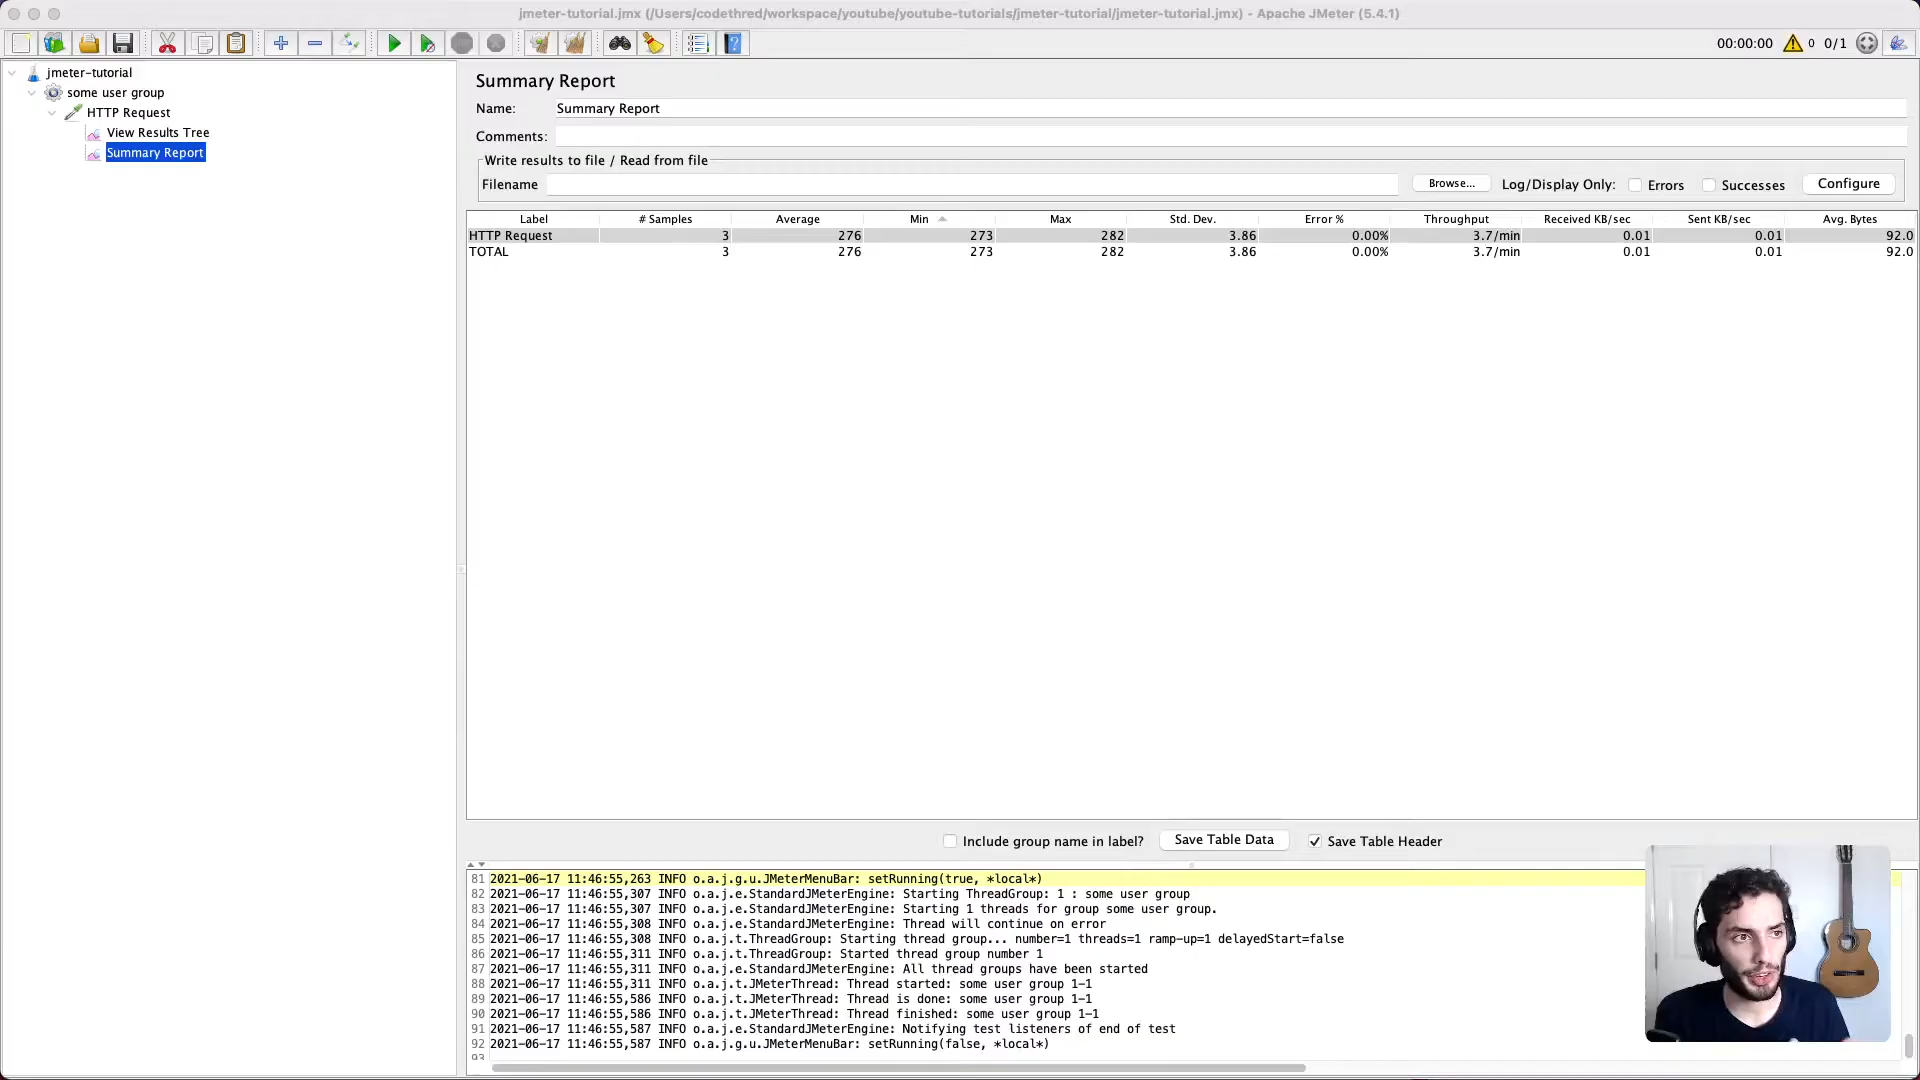 jmeter-tutorial.jmx (/Users/codethred/workspace/youtube/youtube-tutorials/jmeter-tutorial/jmeter-tutorial.jmx) - Apache JMeter (5.4.1)
00:00:00 0 0/1
jmeter-tutorial
some user group
HTTP Request
View Results Tree
Summary Report
Summary Report
Name: Summary Report
Comments:
Write results to file / Read from file
Filename Browse... Log/Display Only: Errors Successes Configure
Label # Samples Average Min Max Std. Dev. Error % Throughput Received KB/sec Sent KB/sec Avg. Bytes
HTTP Request 3 276 273 282 3.86 0.00% 3.7/min 0.01 0.01 92.0
TOTAL 3 276 273 282 3.86 0.00% 3.7/min 0.01 0.01 92.0
Include group name in label? Save Table Data Save Table Header
81 2021-06-17 11:46:55,263 INFO o.a.j.g.u.JMeterMenuBar: setRunning(true, *local*)
82 2021-06-17 11:46:55,307 INFO o.a.j.e.StandardJMeterEngine: Starting ThreadGroup: 1 : some user group
83 2021-06-17 11:46:55,307 INFO o.a.j.e.StandardJMeterEngine: Starting 1 threads for group some user group.
84 2021-06-17 11:46:55,308 INFO o.a.j.e.StandardJMeterEngine: Thread will continue on error
85 2021-06-17 11:46:55,308 INFO o.a.j.t.ThreadGroup: Starting thread group... number=1 threads=1 ramp-up=1 delayedStart=false
86 2021-06-17 11:46:55,311 INFO o.a.j.t.ThreadGroup: Started thread group number 1
87 2021-06-17 11:46:55,311 INFO o.a.j.e.StandardJMeterEngine: All thread groups have been started
88 2021-06-17 11:46:55,311 INFO o.a.j.t.JMeterThread: Thread started: some user group 1-1
89 2021-06-17 11:46:55,586 INFO o.a.j.t.JMeterThread: Thread is done: some user group 1-1
90 2021-06-17 11:46:55,586 INFO o.a.j.t.JMeterThread: Thread finished: some user group 1-1
91 2021-06-17 11:46:55,587 INFO o.a.j.e.StandardJMeterEngine: Notifying test listeners of end of test
92 2021-06-17 11:46:55,587 INFO o.a.j.g.u.JMeterMenuBar: setRunning(false, *local*)
93